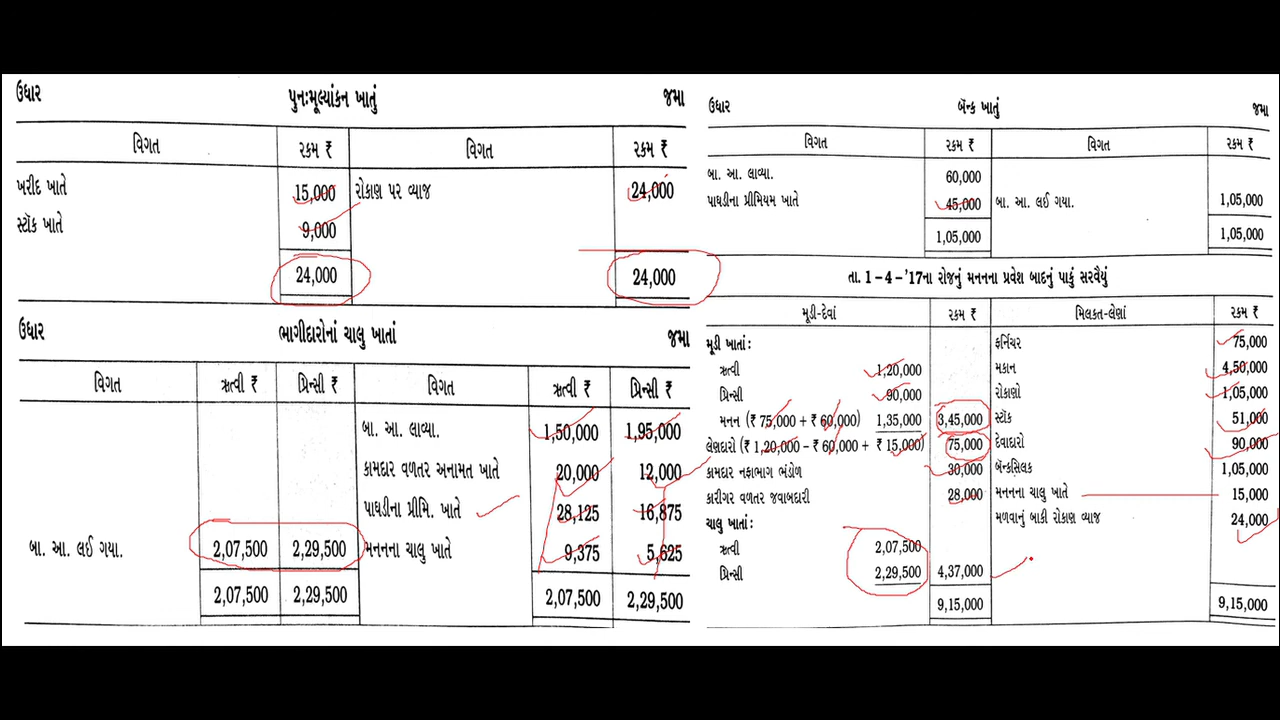 ઉધાર પુનઃમૂલ્યાંકન ખાતું જમા
વિગત રકમ ₹ વિગત રકમ ₹
ખરીદ ખાતે 15,000 રોકાણ પર વ્યાજ 24,000
સ્ટૉક ખાતે 9,000
24,000 24,000
ઉધાર ભાગીદારોનાં ચાલુ ખાતાં જમા
વિગત ઋત્વી ₹ પ્રિન્સી ₹ વિગત ઋત્વી ₹ પ્રિન્સી ₹
બા. આ. લાવ્યા. 1,50,000 1,95,000
કામદાર વળતર અનામત ખાતે 20,000 12,000
પાઘડીના પ્રીમિ. ખાતે 28,125 16,875
બા. આ. લઈ ગયા. 2,07,500 2,29,500 મનનના ચાલુ ખાતે 9,375 5,625
2,07,500 2,29,500 2,07,500 2,29,500
ઉધાર બૅન્ક ખાતું જમા
વિગત રકમ ₹ વિગત રકમ ₹
બા. આ. લાવ્યા. 60,000
પાઘડીના પ્રીમિયમ ખાતે 45,000 બા. આ. લઈ ગયા. 1,05,000
1,05,000 1,05,000
તા. 1 – 4 – '17ના રોજનું મનનના પ્રવેશ બાદનું પાકું સરવૈયું
મૂડી-દેવાં રકમ ₹ મિલકત-લેણાં રકમ ₹
મૂડી ખાતાં : ફર્નિચર 75,000
ઋત્વી 1,20,000 મકાન 4,50,000
પ્રિન્સી 90,000 રોકાણો 1,05,000
મનન (₹ 75,000 + ₹ 60,000) 1,35,000 3,45,000 સ્ટૉક 51,000
લેણદારો (₹ 1,20,000 – ₹ 60,000 + ₹ 15,000) 75,000 દેવાદારો 90,000
કામદાર નફાભાગ ભંડોળ 30,000 બૅન્કસિલક 1,05,000
કારીગર વળતર જવાબદારી 28,000 મનનના ચાલુ ખાતે 15,000
ચાલુ ખાતાં : મળવાનું બાકી રોકાણ વ્યાજ 24,000
ઋત્વી 2,07,500
પ્રિન્સી 2,29,500 4,37,000
9,15,000 9,15,000